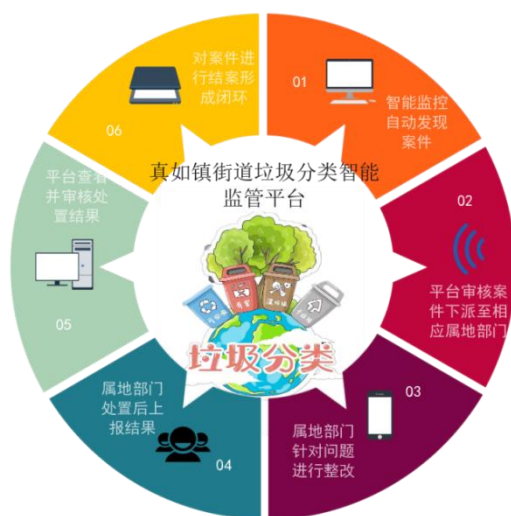 真如镇街道垃圾分类智能
监管平台
垃圾分类
01
智能监控
自动发现
案件
02
平台审核案
件下派至相
应属地部门
03
属地部门
针对问题
进行整改
04
属地部门
处置后上
报结果
05
平台查看
并审核处
置结果
06
对案件进
行结案形
成闭环